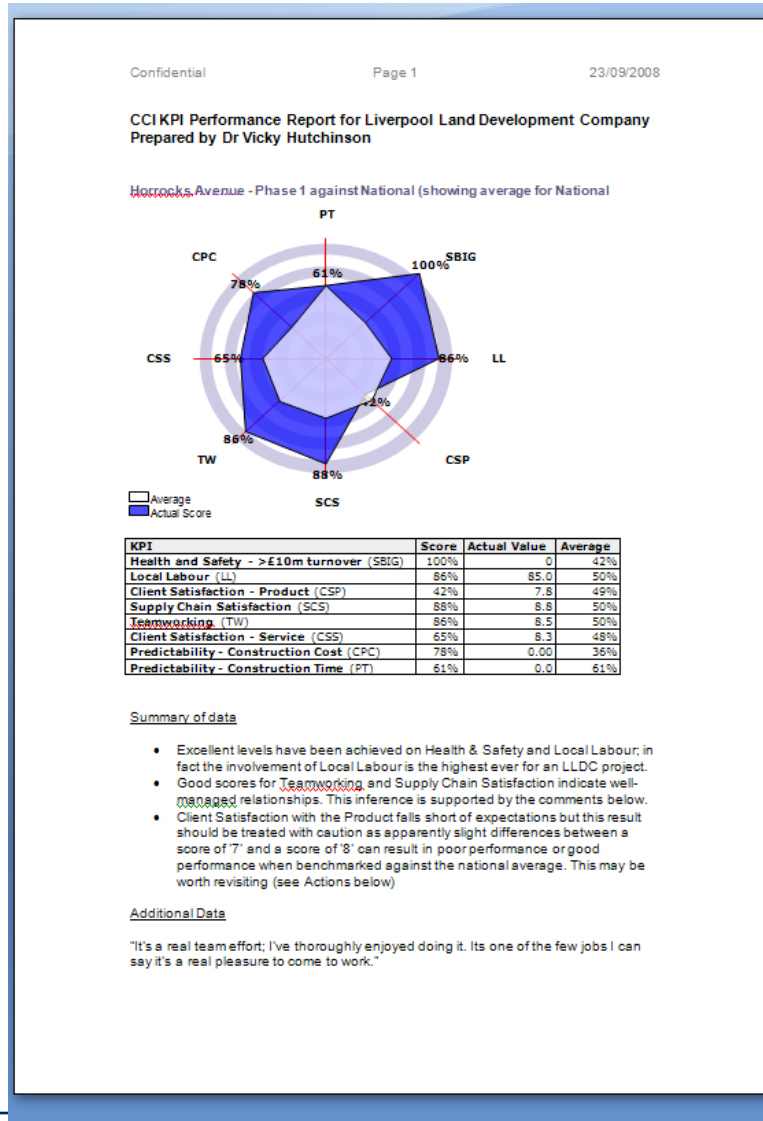 Confidential Page 1 23/09/2008
CCI KPI Performance Report for Liverpool Land Development Company
Prepared by Dr Vicky Hutchinson
Horrocks Avenue - Phase 1 against National (showing average for National
PT
CPC
SBIG
100%
61%
78%
CSS
65%
86%
LL
42%
86%
TW
CSP
88%
SCS
Average
Actual Score
KPI Score Actual Value Average
Health and Safety - >£10m turnover (SBIG) 100% 0 42%
Local Labour (LL) 86% 85.0 50%
Client Satisfaction - Product (CSP) 42% 7.8 49%
Supply Chain Satisfaction (SCS) 88% 8.8 50%
Teamworking (TW) 86% 8.5 50%
Client Satisfaction - Service (CSS) 65% 8.3 48%
Predictability - Construction Cost (CPC) 78% 0.00 36%
Predictability - Construction Time (PT) 61% 0.0 61%
Summary of data
• Excellent levels have been achieved on Health & Safety and Local Labour; in
fact the involvement of Local Labour is the highest ever for an LLDC project.
• Good scores for Teamworking and Supply Chain Satisfaction indicate well-
managed relationships. This inference is supported by the comments below.
• Client Satisfaction with the Product falls short of expectations but this result
should be treated with caution as apparently slight differences between a
score of '7' and a score of '8' can result in poor performance or good
performance when benchmarked against the national average. This may be
worth revisiting (see Actions below)
Additional Data
"It's a real team effort; I've thoroughly enjoyed doing it. Its one of the few jobs I can
say it's a real pleasure to come to work."